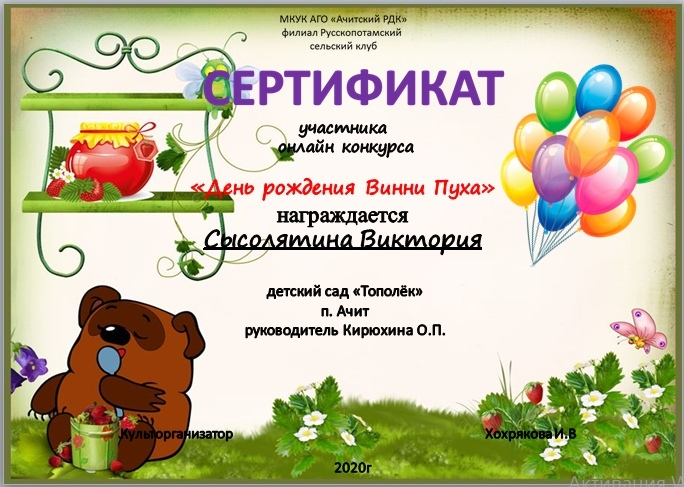 МКУК АГО «Ачитский РДК»
филиал Русскопотамский
сельский клуб
СЕРТИФИКАТ
участника
онлайн конкурса
«День рождения Винни Пуха»
награждается
Сысолятина Виктория
детский сад «Тополёк»
п. Ачит
руководитель Кирюхина О.П.
Культорганизатор Хохрякова И.В
2020г
Активация W